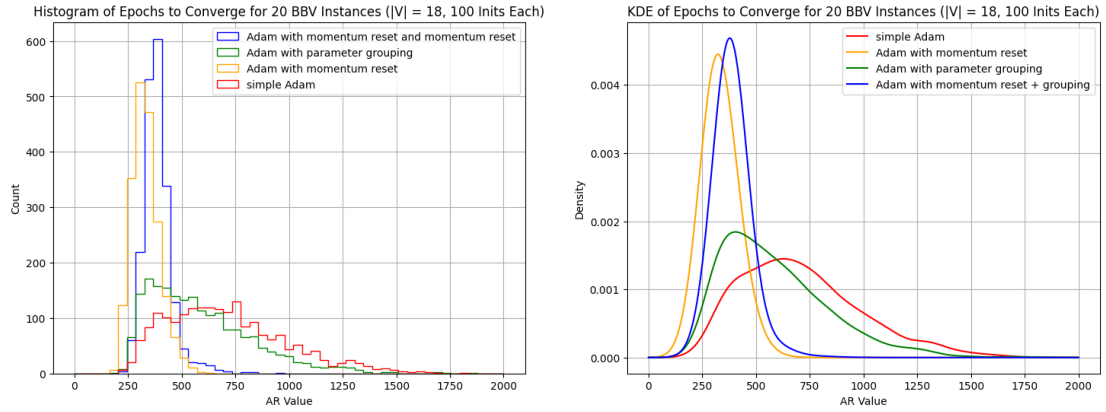 Histogram of Epochs to Converge for 20 BBV Instances (|V| = 18, 100 Inits Each)
Adam with momentum reset and momentum reset
Adam with parameter grouping
Adam with momentum reset
simple Adam
Count
600
500
400
300
200
100
0
0 250 500 750 1000 1250 1500 1750 2000
AR Value
KDE of Epochs to Converge for 20 BBV Instances (|V| = 18, 100 Inits Each)
simple Adam
Adam with momentum reset
Adam with parameter grouping
Adam with momentum reset + grouping
Density
0.004
0.003
0.002
0.001
0.000
0 250 500 750 1000 1250 1500 1750 2000
AR Value